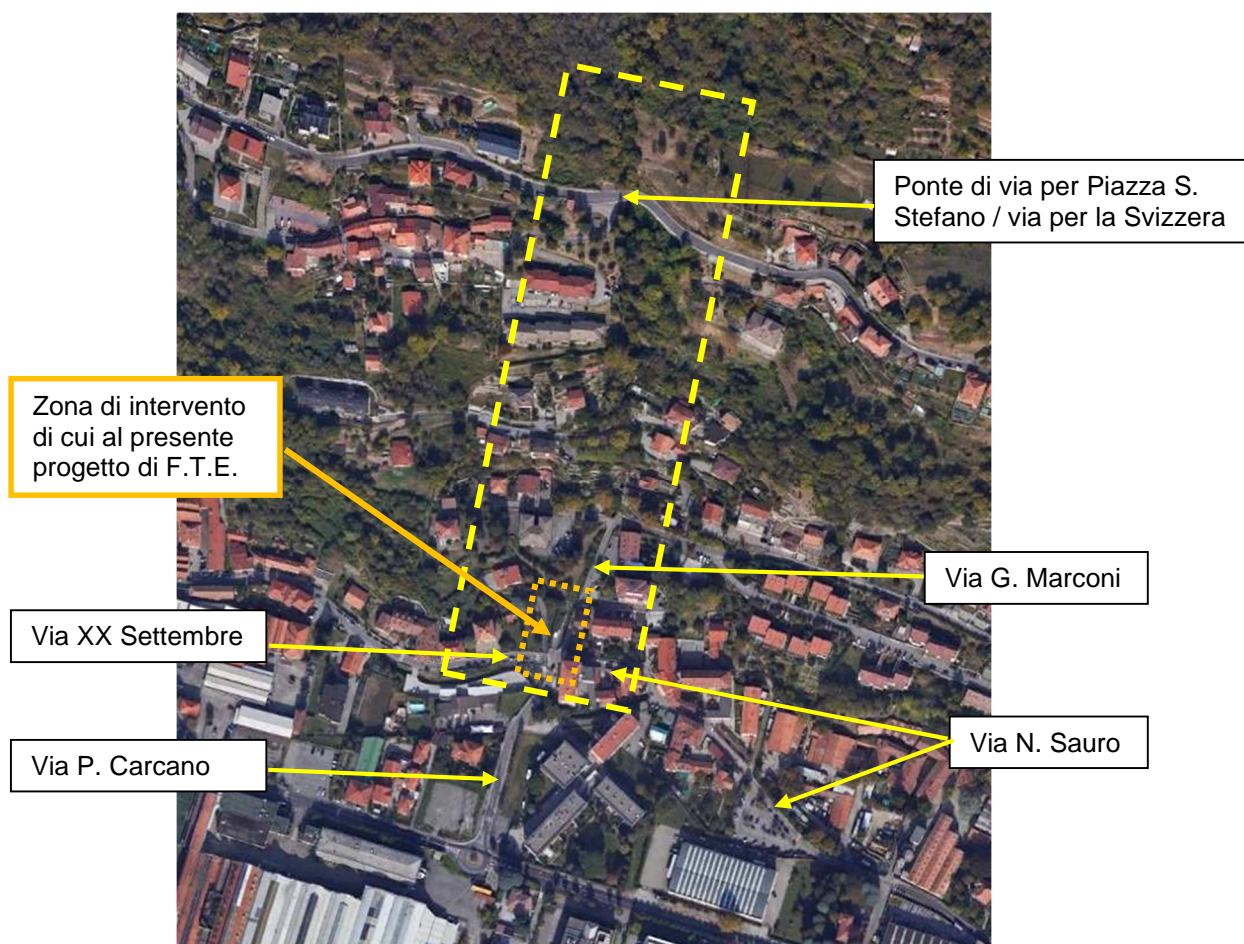 Ponte di via per Piazza S.
Stefano / via per la Svizzera
Zona di intervento
di cui al presente
progetto di F.T.E.
Via G. Marconi
Via XX Settembre
Via N. Sauro
Via P. Carcano